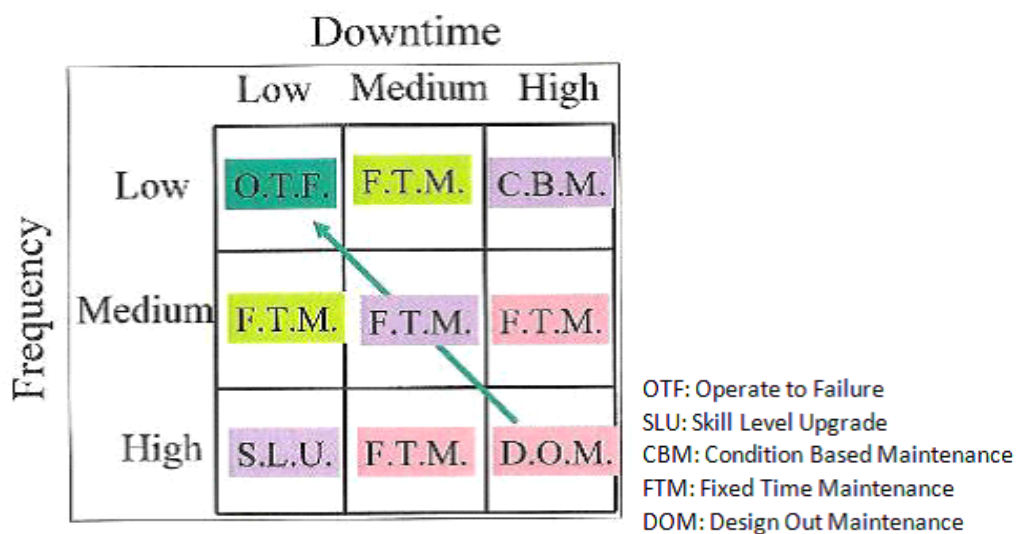 Downtime
Low Medium High
Frequency
Low O.T.F. F.T.M. C.B.M.
Medium F.T.M. F.T.M. F.T.M.
High S.L.U. F.T.M. D.O.M.
OTF: Operate to Failure
SLU: Skill Level Upgrade
CBM: Condition Based Maintenance
FTM: Fixed Time Maintenance
DOM: Design Out Maintenance